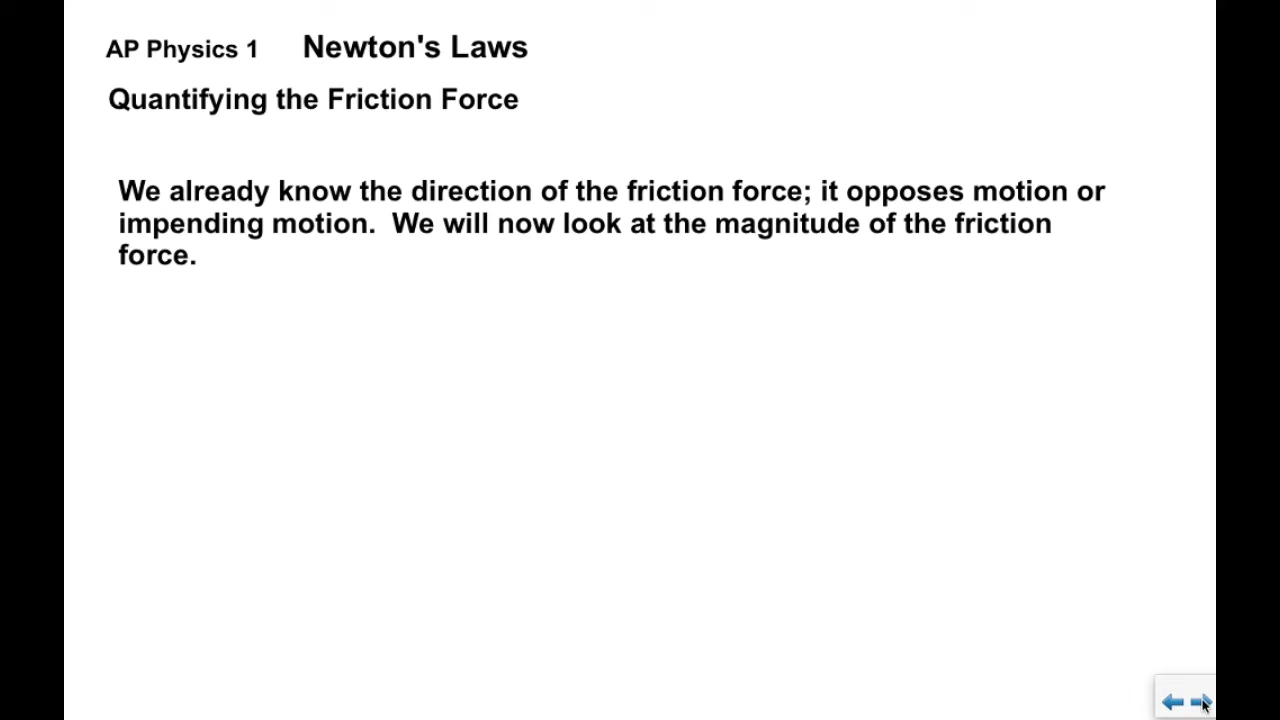 AP Physics 1 Newton's Laws
Quantifying the Friction Force
We already know the direction of the friction force; it opposes motion or
impending motion. We will now look at the magnitude of the friction
force.